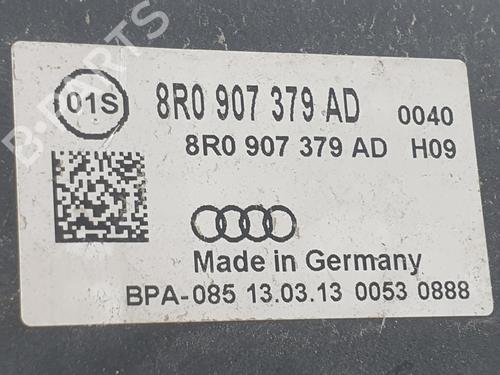 01S
8R0 907 379 AD 0040
8R0 907 379 AD H09
Made in Germany
BPA-085 13.03.13 0053 0888
B-PARTS